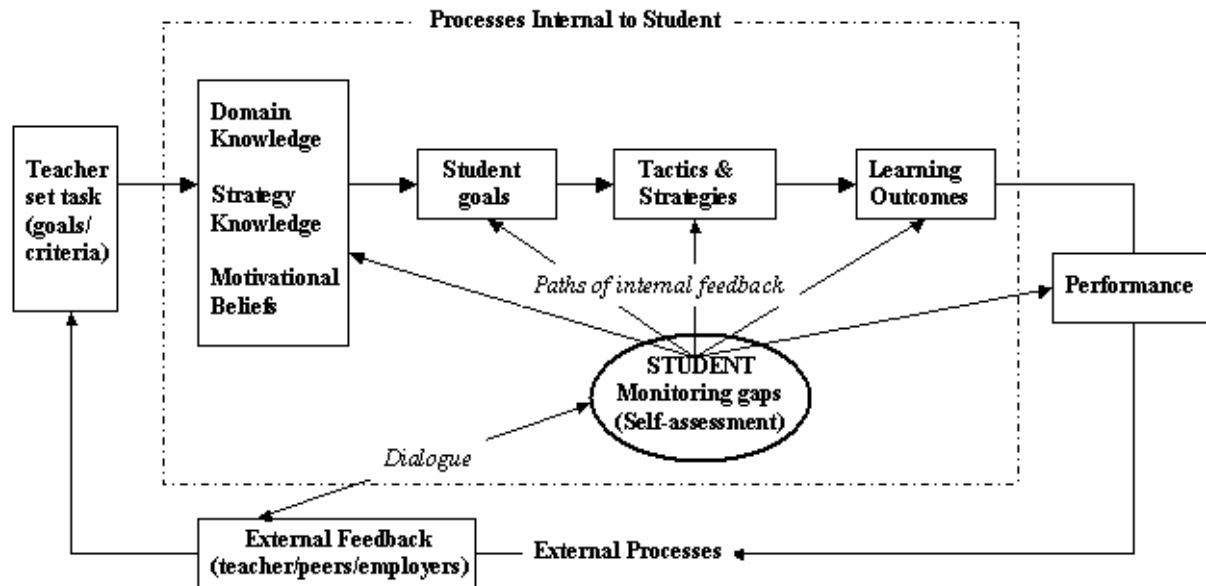 Processes Internal to Student
Teacher
set task
(goals/
criteria)
Domain
Knowledge
Strategy
Knowledge
Motivational
Beliefs
Student
goals
Tactics &
Strategies
Learning
Outcomes
Performance
Paths of internal feedback
STUDENT
Monitoring gaps
(Self-assessment)
Dialogue
External Feedback
(teacher/peers/employers)
External Processes